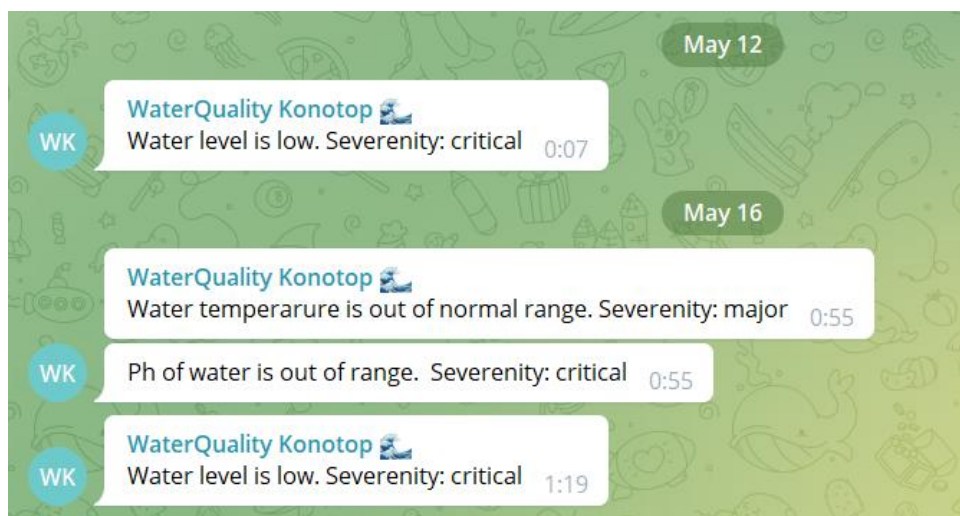 May 12
WaterQuality Konotop 🌊
WK
Water level is low. Severenity: critical 0:07
May 16
WaterQuality Konotop 🌊
Water temperarure is out of normal range. Severenity: major 0:55
WK
Ph of water is out of range. Severenity: critical 0:55
WaterQuality Konotop 🌊
WK
Water level is low. Severenity: critical 1:19